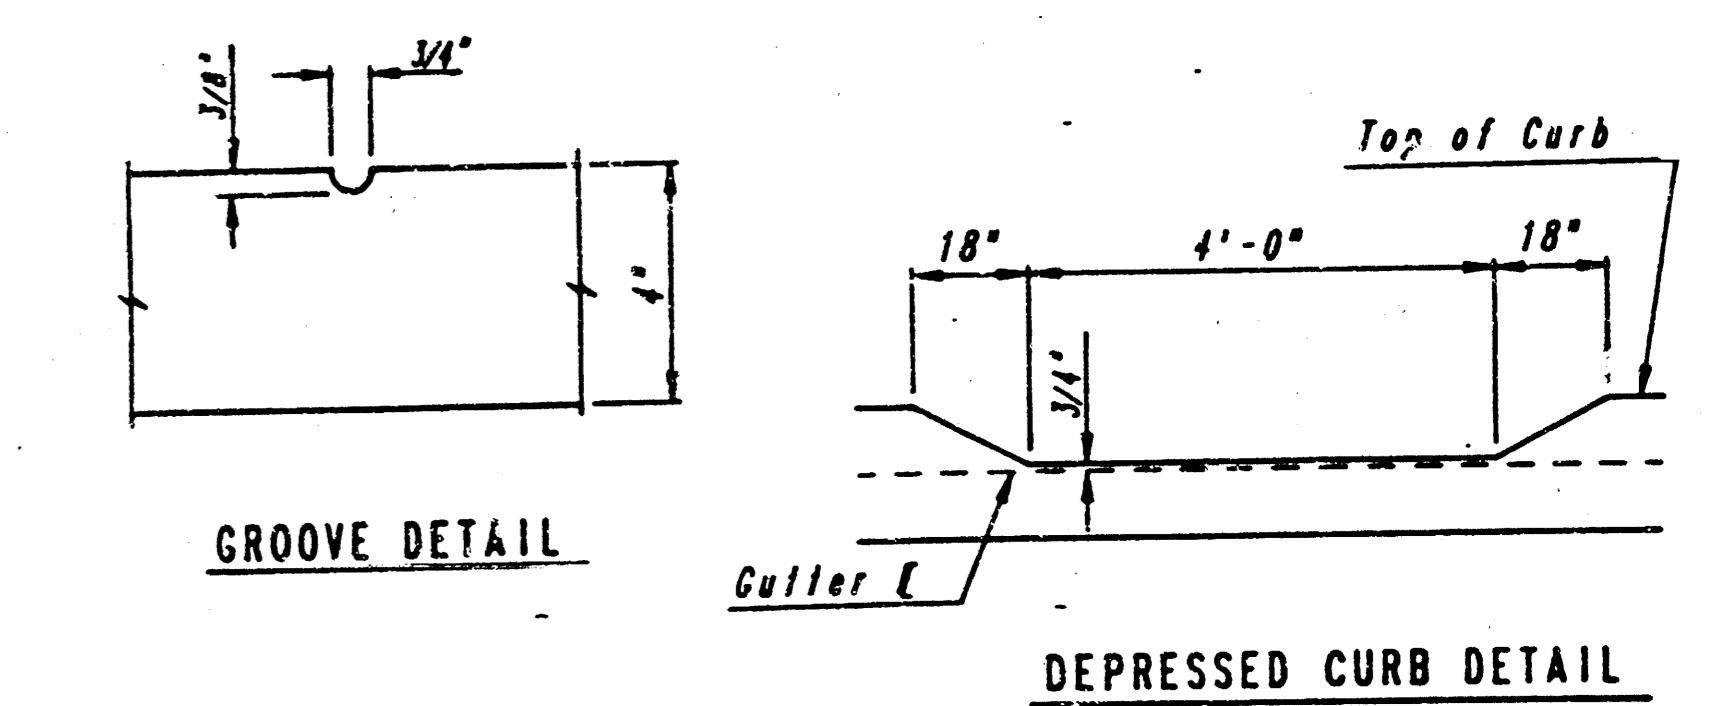 3/8"
3/4"
4"
GROOVE DETAIL
Top of Curb
18"
4'-0"
18"
3/4"
Gutter ℄
DEPRESSED CURB DETAIL